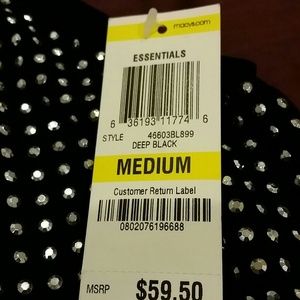 macys.com
ESSENTIALS
6 36193 11774 6
STYLE 46603BL899
DEEP BLACK
MEDIUM
Customer Return Label
0802076196688
MSRP $59.50